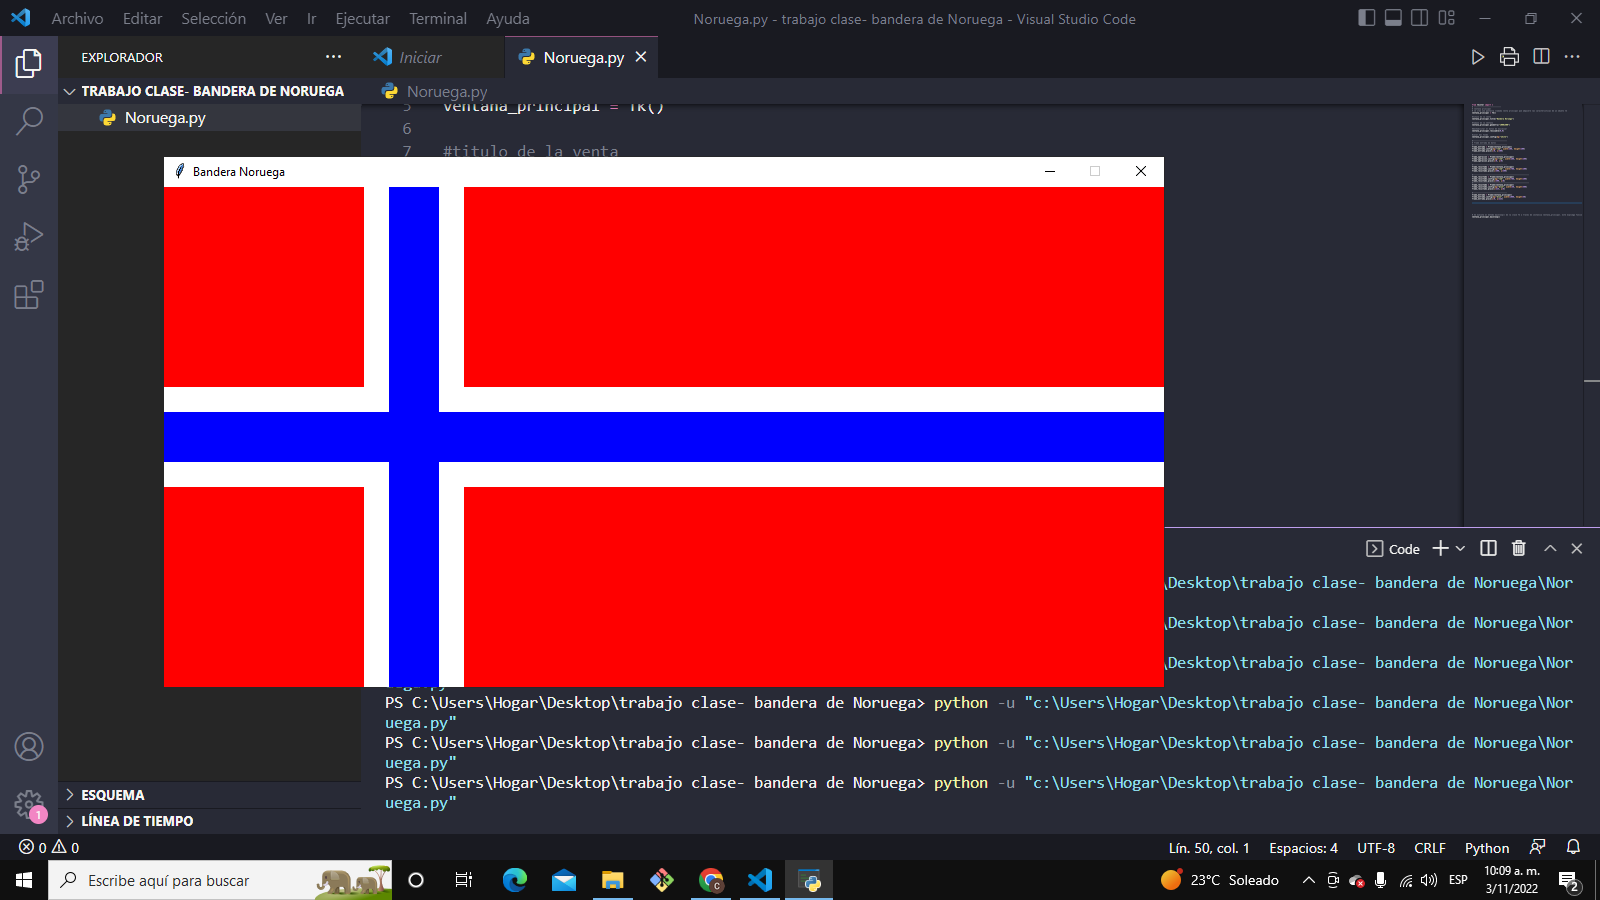 Archivo Editar Selección Ver Ir Ejecutar Terminal Ayuda
Noruega.py - trabajo clase- bandera de Noruega - Visual Studio Code
EXPLORADOR
Iniciar
Noruega.py
TRABAJO CLASE- BANDERA DE NORUEGA
Noruega.py
Noruega.py
5 ventana_principal = Tk()
6
7 #titulo de la venta
Bandera Noruega
Code
\Desktop\trabajo clase- bandera de Noruega\Nor
\Desktop\trabajo clase- bandera de Noruega\Nor
\Desktop\trabajo clase- bandera de Noruega\Nor
PS C:\Users\Hogar\Desktop\trabajo clase- bandera de Noruega> python -u "c:\Users\Hogar\Desktop\trabajo clase- bandera de Noruega\Nor
uega.py"
PS C:\Users\Hogar\Desktop\trabajo clase- bandera de Noruega> python -u "c:\Users\Hogar\Desktop\trabajo clase- bandera de Noruega\Nor
uega.py"
PS C:\Users\Hogar\Desktop\trabajo clase- bandera de Noruega> python -u "c:\Users\Hogar\Desktop\trabajo clase- bandera de Noruega\Nor
uega.py"
ESQUEMA
1
LÍNEA DE TIEMPO
0 0
Lín. 50, col. 1 Espacios: 4 UTF-8 CRLF Python
Escribe aquí para buscar
23°C Soleado
ESP
10:09 a. m.
3/11/2022
2